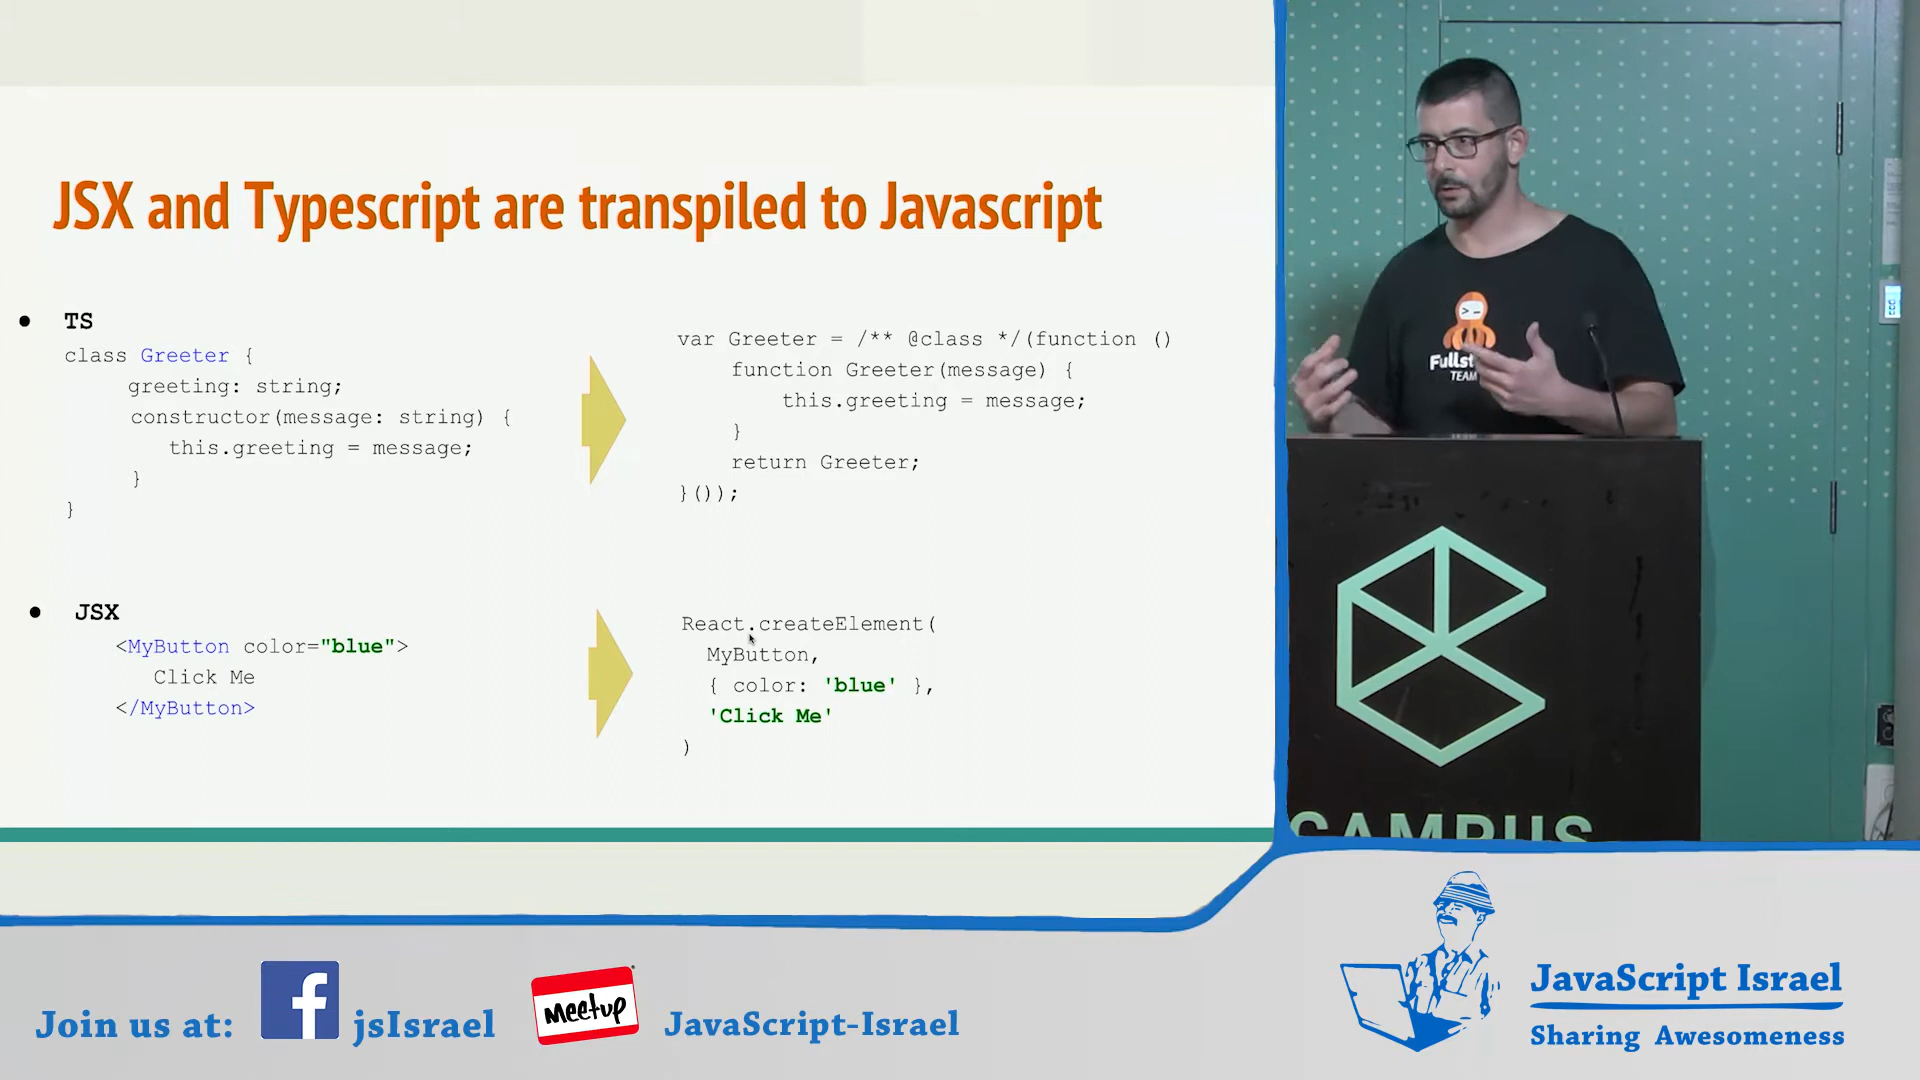 JSX and Typescript are transpiled to Javascript
● TS
class Greeter {
greeting: string;
constructor(message: string) {
this.greeting = message;
}
}
var Greeter = /** @class */(function ()
function Greeter(message) {
this.greeting = message;
}
return Greeter;
}());
● JSX
<MyButton color="blue">
Click Me
</MyButton>
React.createElement(
MyButton,
{ color: 'blue' },
'Click Me'
)
TEAM
CAMPUS
Join us at:
f
jsIsrael
Meetup
JavaScript-Israel
JavaScript Israel
Sharing Awesomeness